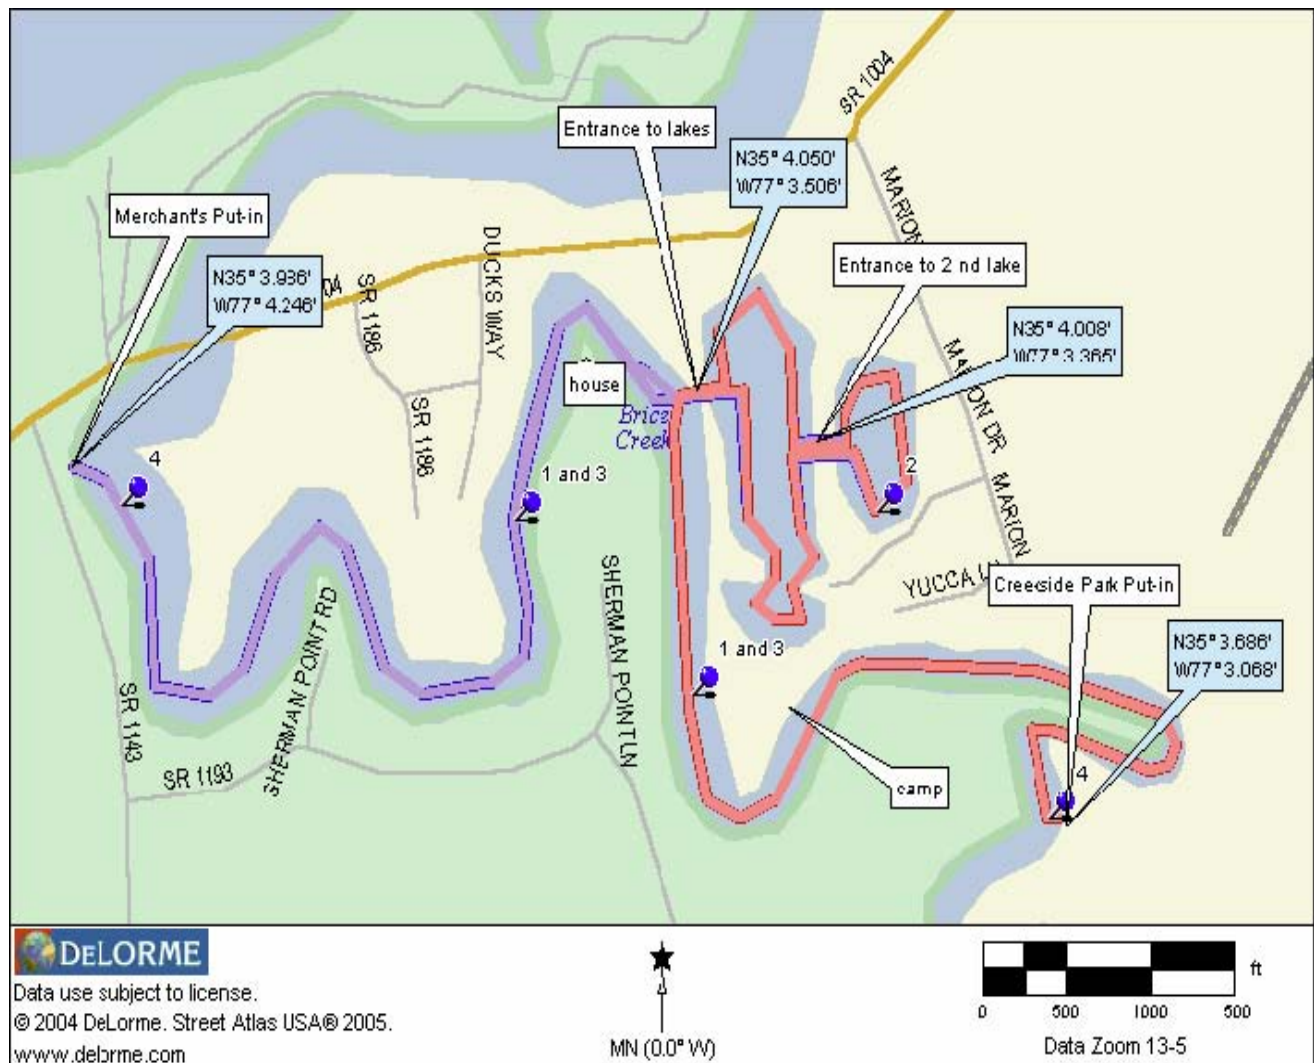 SR 1004
Entrance to lakes
N35° 4.050'
W77° 3.506'
MARION
Merchant's Put-in
DUCKS WAY
Entrance to 2 nd lake
N35° 3.936'
W77° 4.246'
04
SR 1186
N35° 4.008'
W77° 3.365'
house
MARION DR
SR 1186
Brice
Creek
4
1 and 3
2
MARION
SHERMAN POINT RD
SHERMAN POINT LN
YUCCA
Creekside Park Put-in
1 and 3
N35° 3.686'
W77° 3.068'
SR 1143
SR 1193
camp
4
DELORME
Data use subject to license.
© 2004 DeLorme. Street Atlas USA® 2005.
www.delorme.com
MN (0.0° W)
ft
0 500 1000 500
Data Zoom 13-5